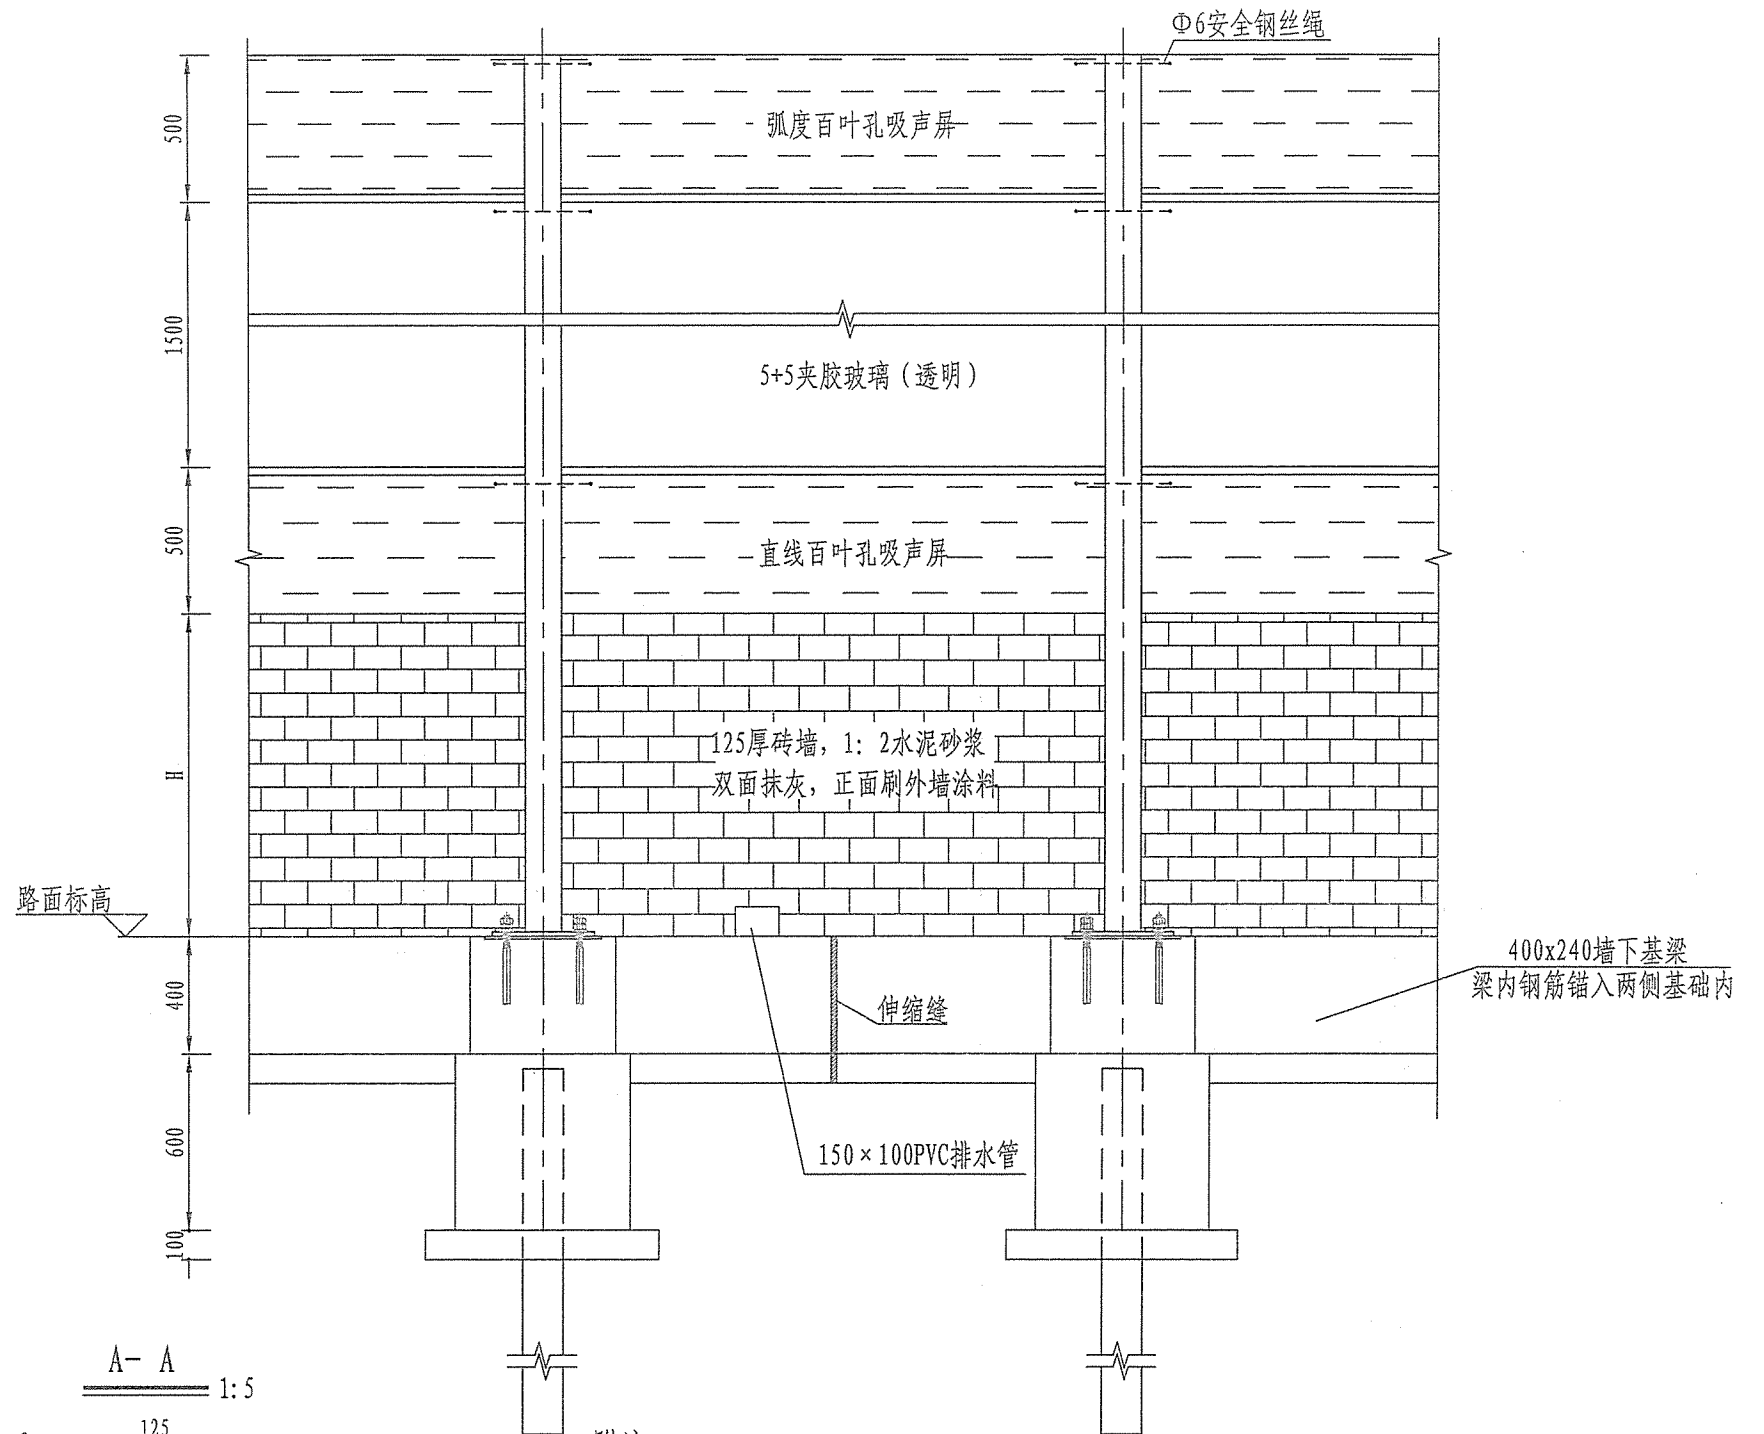 Φ6安全钢丝绳
500
弧度百叶孔吸声屏
1500
5+5夹胶玻璃（透明）
500
直线百叶孔吸声屏
H
125厚砖墙，1：2水泥砂浆
双面抹灰，正面刷外墙涂料
路面标高
400
伸缩缝
400x240墙下基梁
梁内钢筋锚入两侧基础内
600
150×100PVC排水管
100
A- A
1:5
125